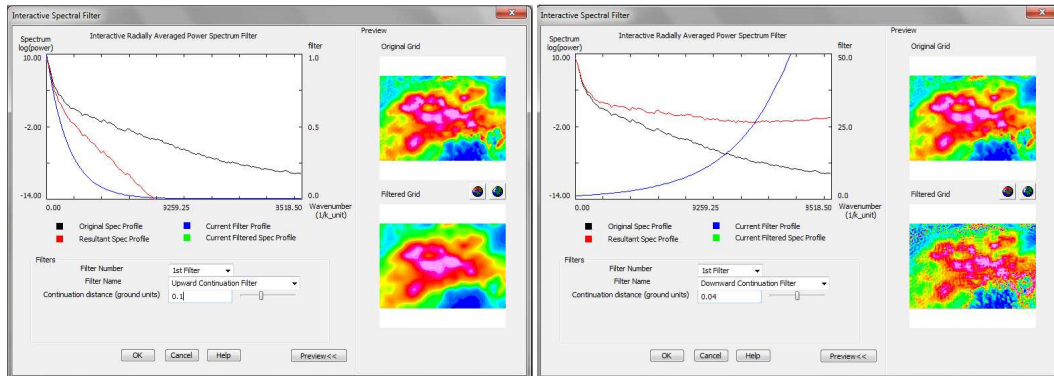 Interactive Spectral Filter
Interactive Radially Averaged Power Spectrum Filter
Spectrum
log(power)
filter
10.00
1.0
-2.00
0.5
-14.00
0.0
0.00
9259.25
3518.50
Wavenumber
(1/k_unit)
Original Spec Profile
Current Filter Profile
Resultant Spec Profile
Current Filtered Spec Profile
Filters
Filter Number
1st Filter
Filter Name
Upward Continuation Filter
Continuation distance (ground units)
0.1
OK
Cancel
Help
Preview<<
Preview
Original Grid
Filtered Grid
Interactive Spectral Filter
Interactive Radially Averaged Power Spectrum Filter
Spectrum
log(power)
filter
10.00
50.0
-2.00
25.0
-14.00
0.0
0.00
9259.25
3518.50
Wavenumber
(1/k_unit)
Original Spec Profile
Current Filter Profile
Resultant Spec Profile
Current Filtered Spec Profile
Filters
Filter Number
1st Filter
Filter Name
Downward Continuation Filter
Continuation distance (ground units)
0.04
OK
Cancel
Help
Preview<<
Preview
Original Grid
Filtered Grid